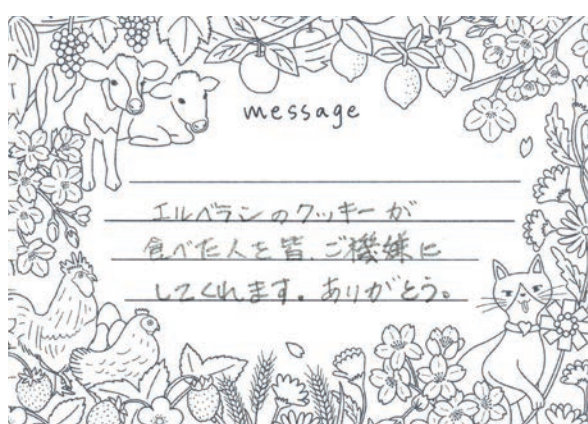 message
エルベランのクッキーが
食べた人を皆、ご機嫌に
してくれます。ありがとう。